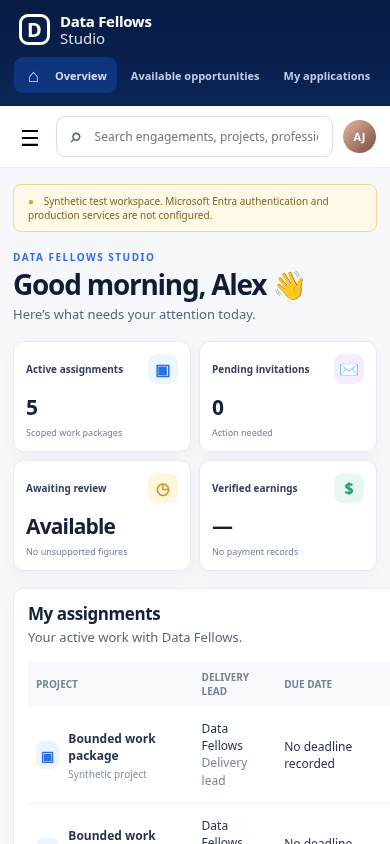 D
Data Fellows
Studio
Overview
Available opportunities
My applications
Search engagements, projects, professi
AJ
Synthetic test workspace. Microsoft Entra authentication and
production services are not configured.
DATA FELLOWS STUDIO
Good morning, Alex 👋
Here's what needs your attention today.
Active assignments
5
Scoped work packages
Pending invitations
0
Action needed
Awaiting review
Available
No unsupported figures
Verified earnings
$
—
No payment records
My assignments
Your active work with Data Fellows.
PROJECT
DELIVERY
LEAD
DUE DATE
Bounded work
package
Synthetic project
Data
Fellows
Delivery
lead
No deadline
recorded
Bounded work
Data
Fellows
No deadline